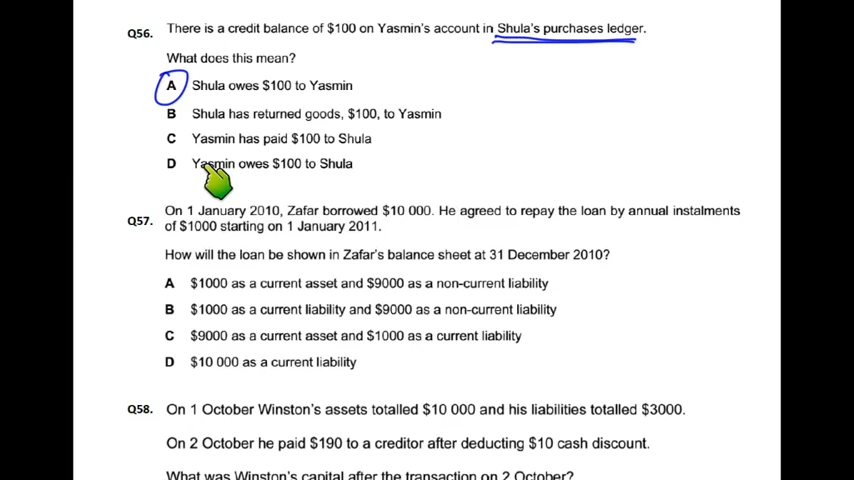 Q56. There is a credit balance of $100 on Yasmin's account in Shula's purchases ledger.
What does this mean?
A Shula owes $100 to Yasmin
B Shula has returned goods, $100, to Yasmin
C Yasmin has paid $100 to Shula
D Yasmin owes $100 to Shula
Q57. On 1 January 2010, Zafar borrowed $10 000. He agreed to repay the loan by annual instalments
of $1000 starting on 1 January 2011.
How will the loan be shown in Zafar's balance sheet at 31 December 2010?
A $1000 as a current asset and $9000 as a non-current liability
B $1000 as a current liability and $9000 as a non-current liability
C $9000 as a current asset and $1000 as a current liability
D $10 000 as a current liability
Q58. On 1 October Winston's assets totalled $10 000 and his liabilities totalled $3000.
On 2 October he paid $190 to a creditor after deducting $10 cash discount.
What was Winston's capital after the transaction on 2 October?